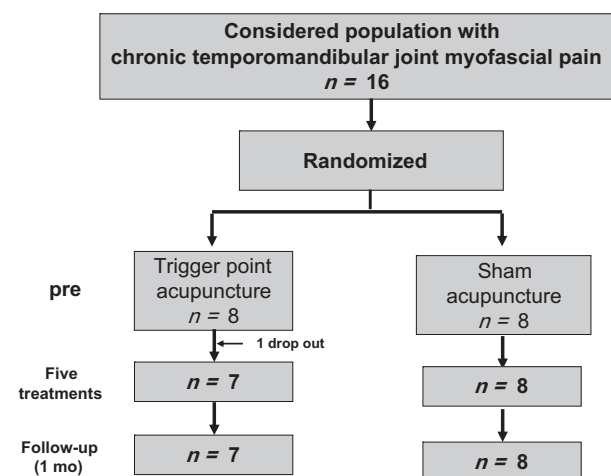 Considered population with
chronic temporomandibular joint myofascial pain
n = 16
Randomized
pre
Trigger point
acupuncture
n = 8
Sham
acupuncture
n = 8
1 drop out
Five
treatments
n = 7
n = 8
Follow-up
(1 mo)
n = 7
n = 8